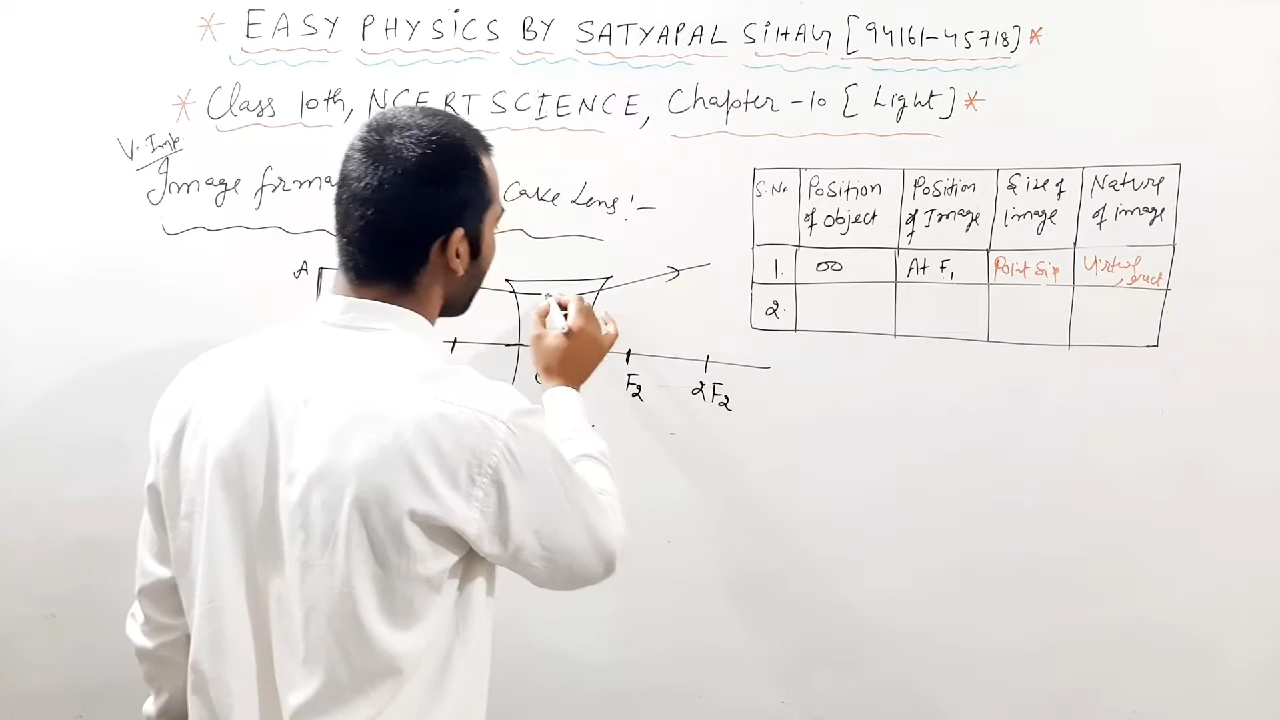 * EASY PHYSICS BY SATYAPAL SIHAG [94161-45718] *
* Class 10th, NCERT SCIENCE, Chapter-10 [Light] *
V.Imp
Image forma cave Lens:-
S.No Position of object Position of Image Size of image Nature of image
1. ∞ At F1 Point size Virtual, erect
2.
A
F2 2F2